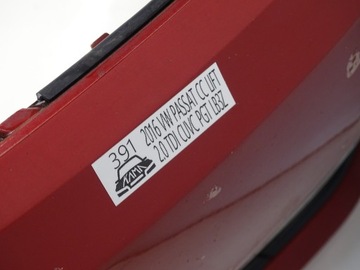 391
2016 VW PASSAT CC LIFT
2.0 TDI CUVC PGT LB3Z